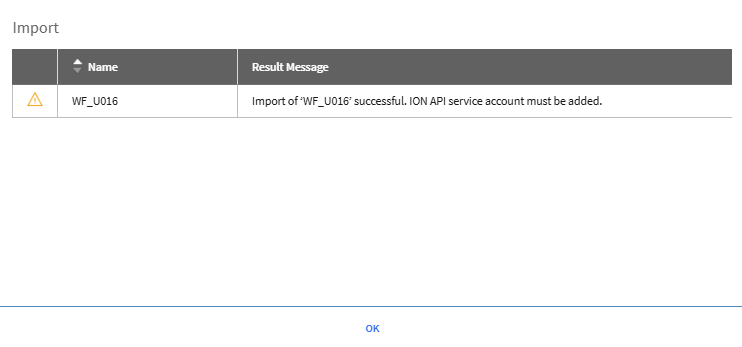 Import
Name Result Message
WF_U016 Import of ‘WF_U016’ successful. ION API service account must be added.
OK